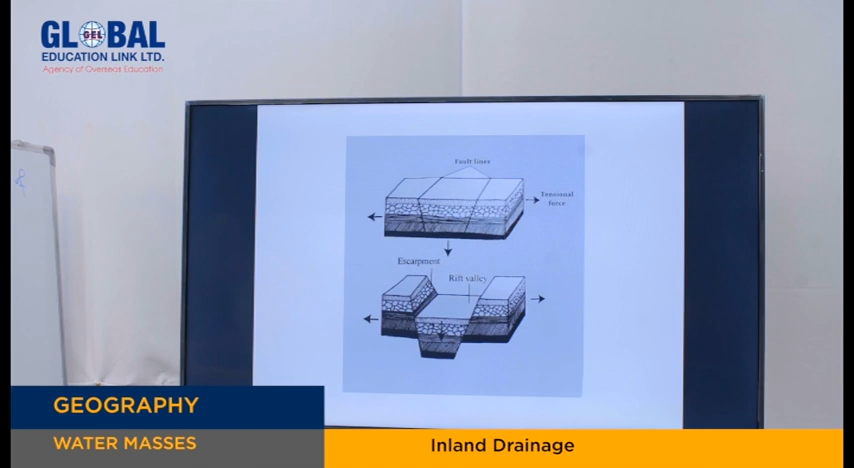 GLOBAL
GEL
EDUCATION LINK LTD.
Agency of Overseas Education
Fault lines
Tensional
force
Escarpment
Rift valley
GEOGRAPHY
WATER MASSES
Inland Drainage